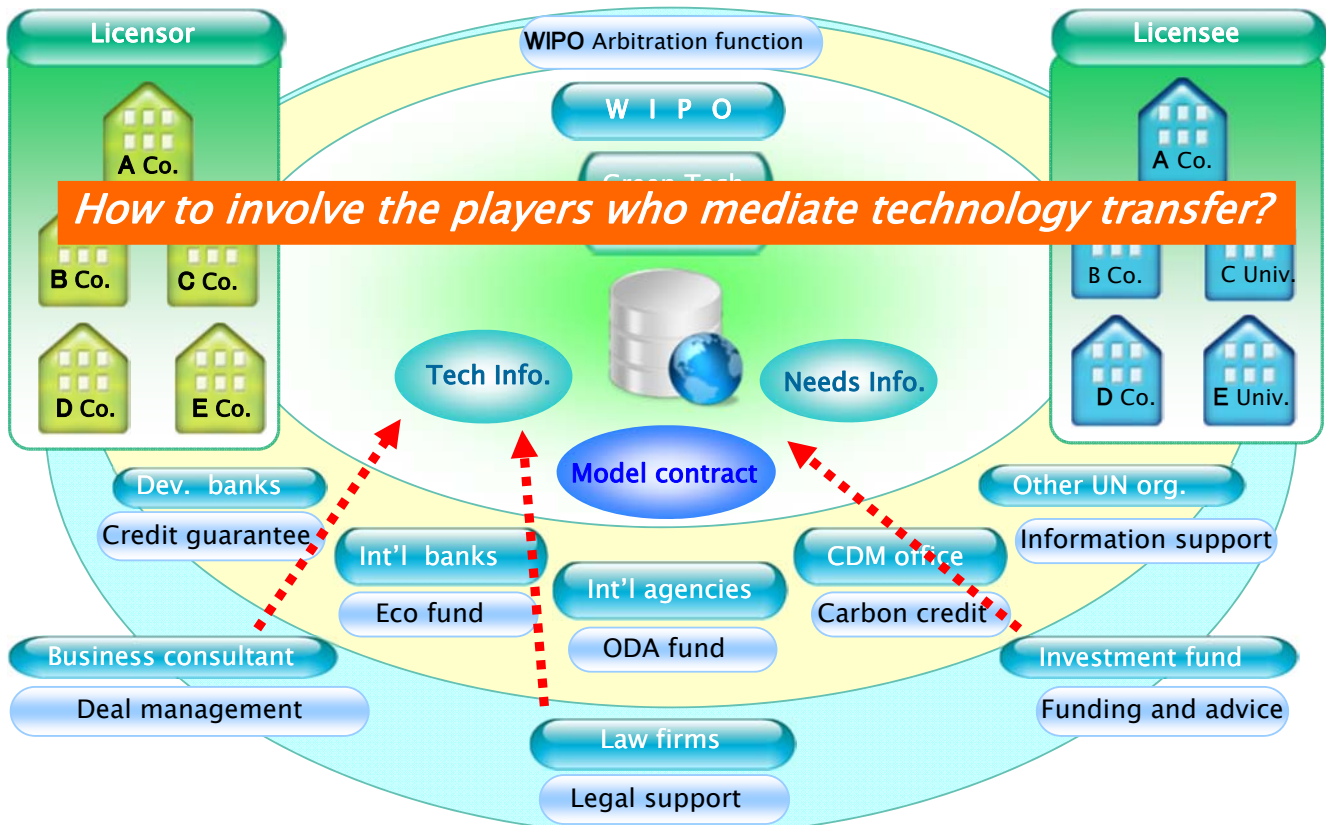 Licensor
WIPO Arbitration function
Licensee
W I P O
A Co.
A Co.
Green Tech
How to involve the players who mediate technology transfer?
B Co.
C Co.
B Co.
C Univ.
Tech Info.
Needs Info.
D Co.
E Co.
D Co.
E Univ.
Model contract
Dev. banks
Other UN org.
Credit guarantee
Information support
Int'l banks
CDM office
Int'l agencies
Eco fund
Carbon credit
ODA fund
Business consultant
Investment fund
Deal management
Funding and advice
Law firms
Legal support